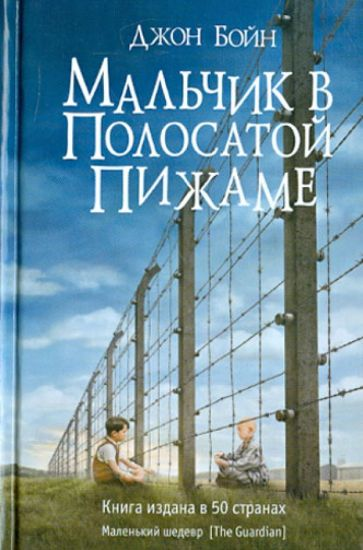 Джон Бойн
Мальчик в
Полосатой
Пижаме
Книга издана в 50 странах
Маленький шедевр [The Guardian]